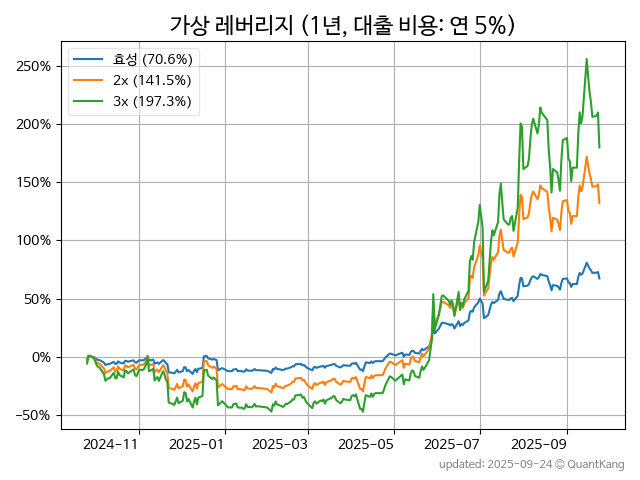 가상 레버리지 (1년, 대출 비용: 연 5%)
효성 (70.6%)
2x (141.5%)
3x (197.3%)
250%
200%
150%
100%
50%
0%
−50%
2024-11
2025-01
2025-03
2025-05
2025-07
2025-09
updated: 2025-09-24 © QuantKang